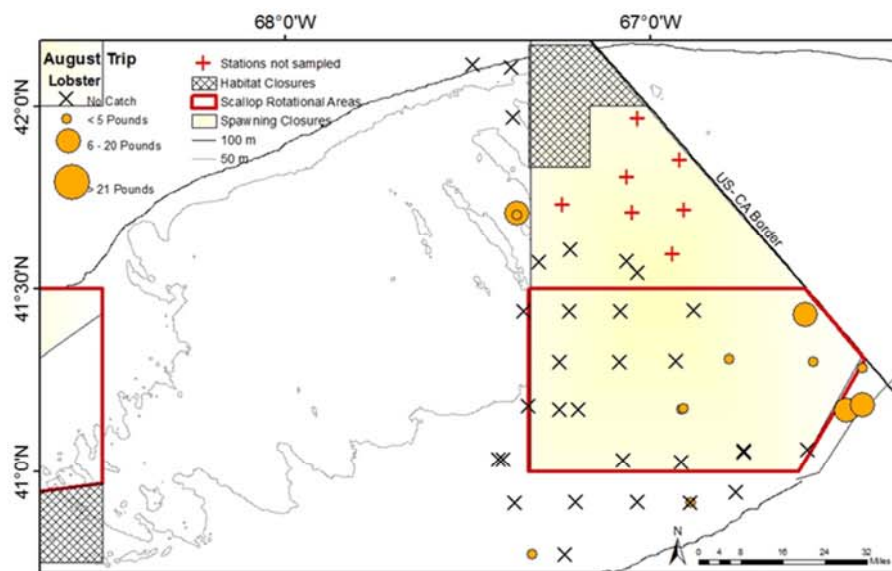 68°0'W
67°0'W
August Trip
Lobster
No Catch
< 5 Pounds
6 - 20 Pounds
> 21 Pounds
Stations not sampled
Habitat Closures
Scallop Rotational Areas
Spawning Closures
100 m
50 m
42°0'N
41°30'N
41°0'N
US- CA Border
N
0 4 8 16 24 32
Miles